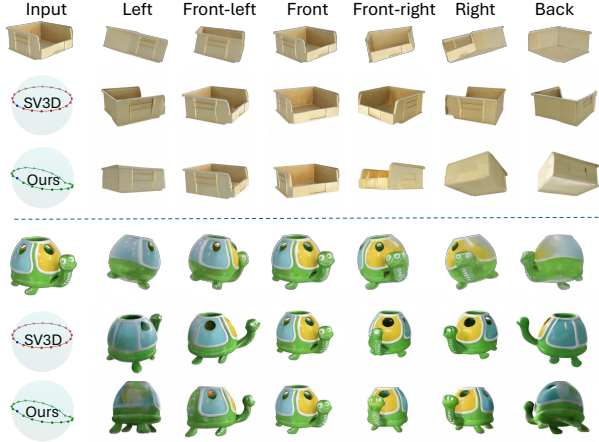 Input Left Front-left Front Front-right Right Back
SV3D
Ours
SV3D
Ours